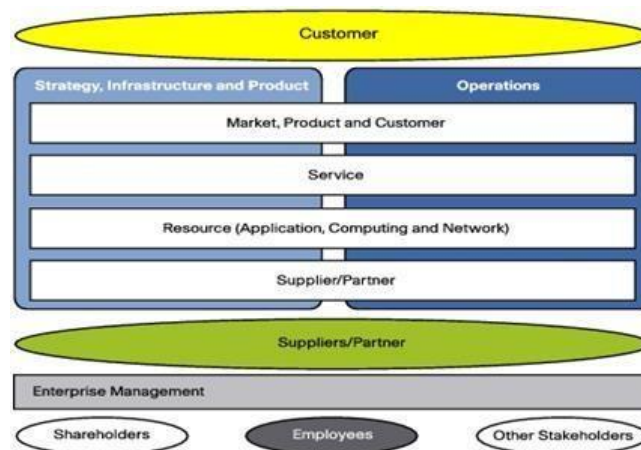 Customer
Strategy, Infrastructure and Product
Operations
Market, Product and Customer
Service
Resource (Application, Computing and Network)
Supplier/Partner
Suppliers/Partner
Enterprise Management
Shareholders
Employees
Other Stakeholders